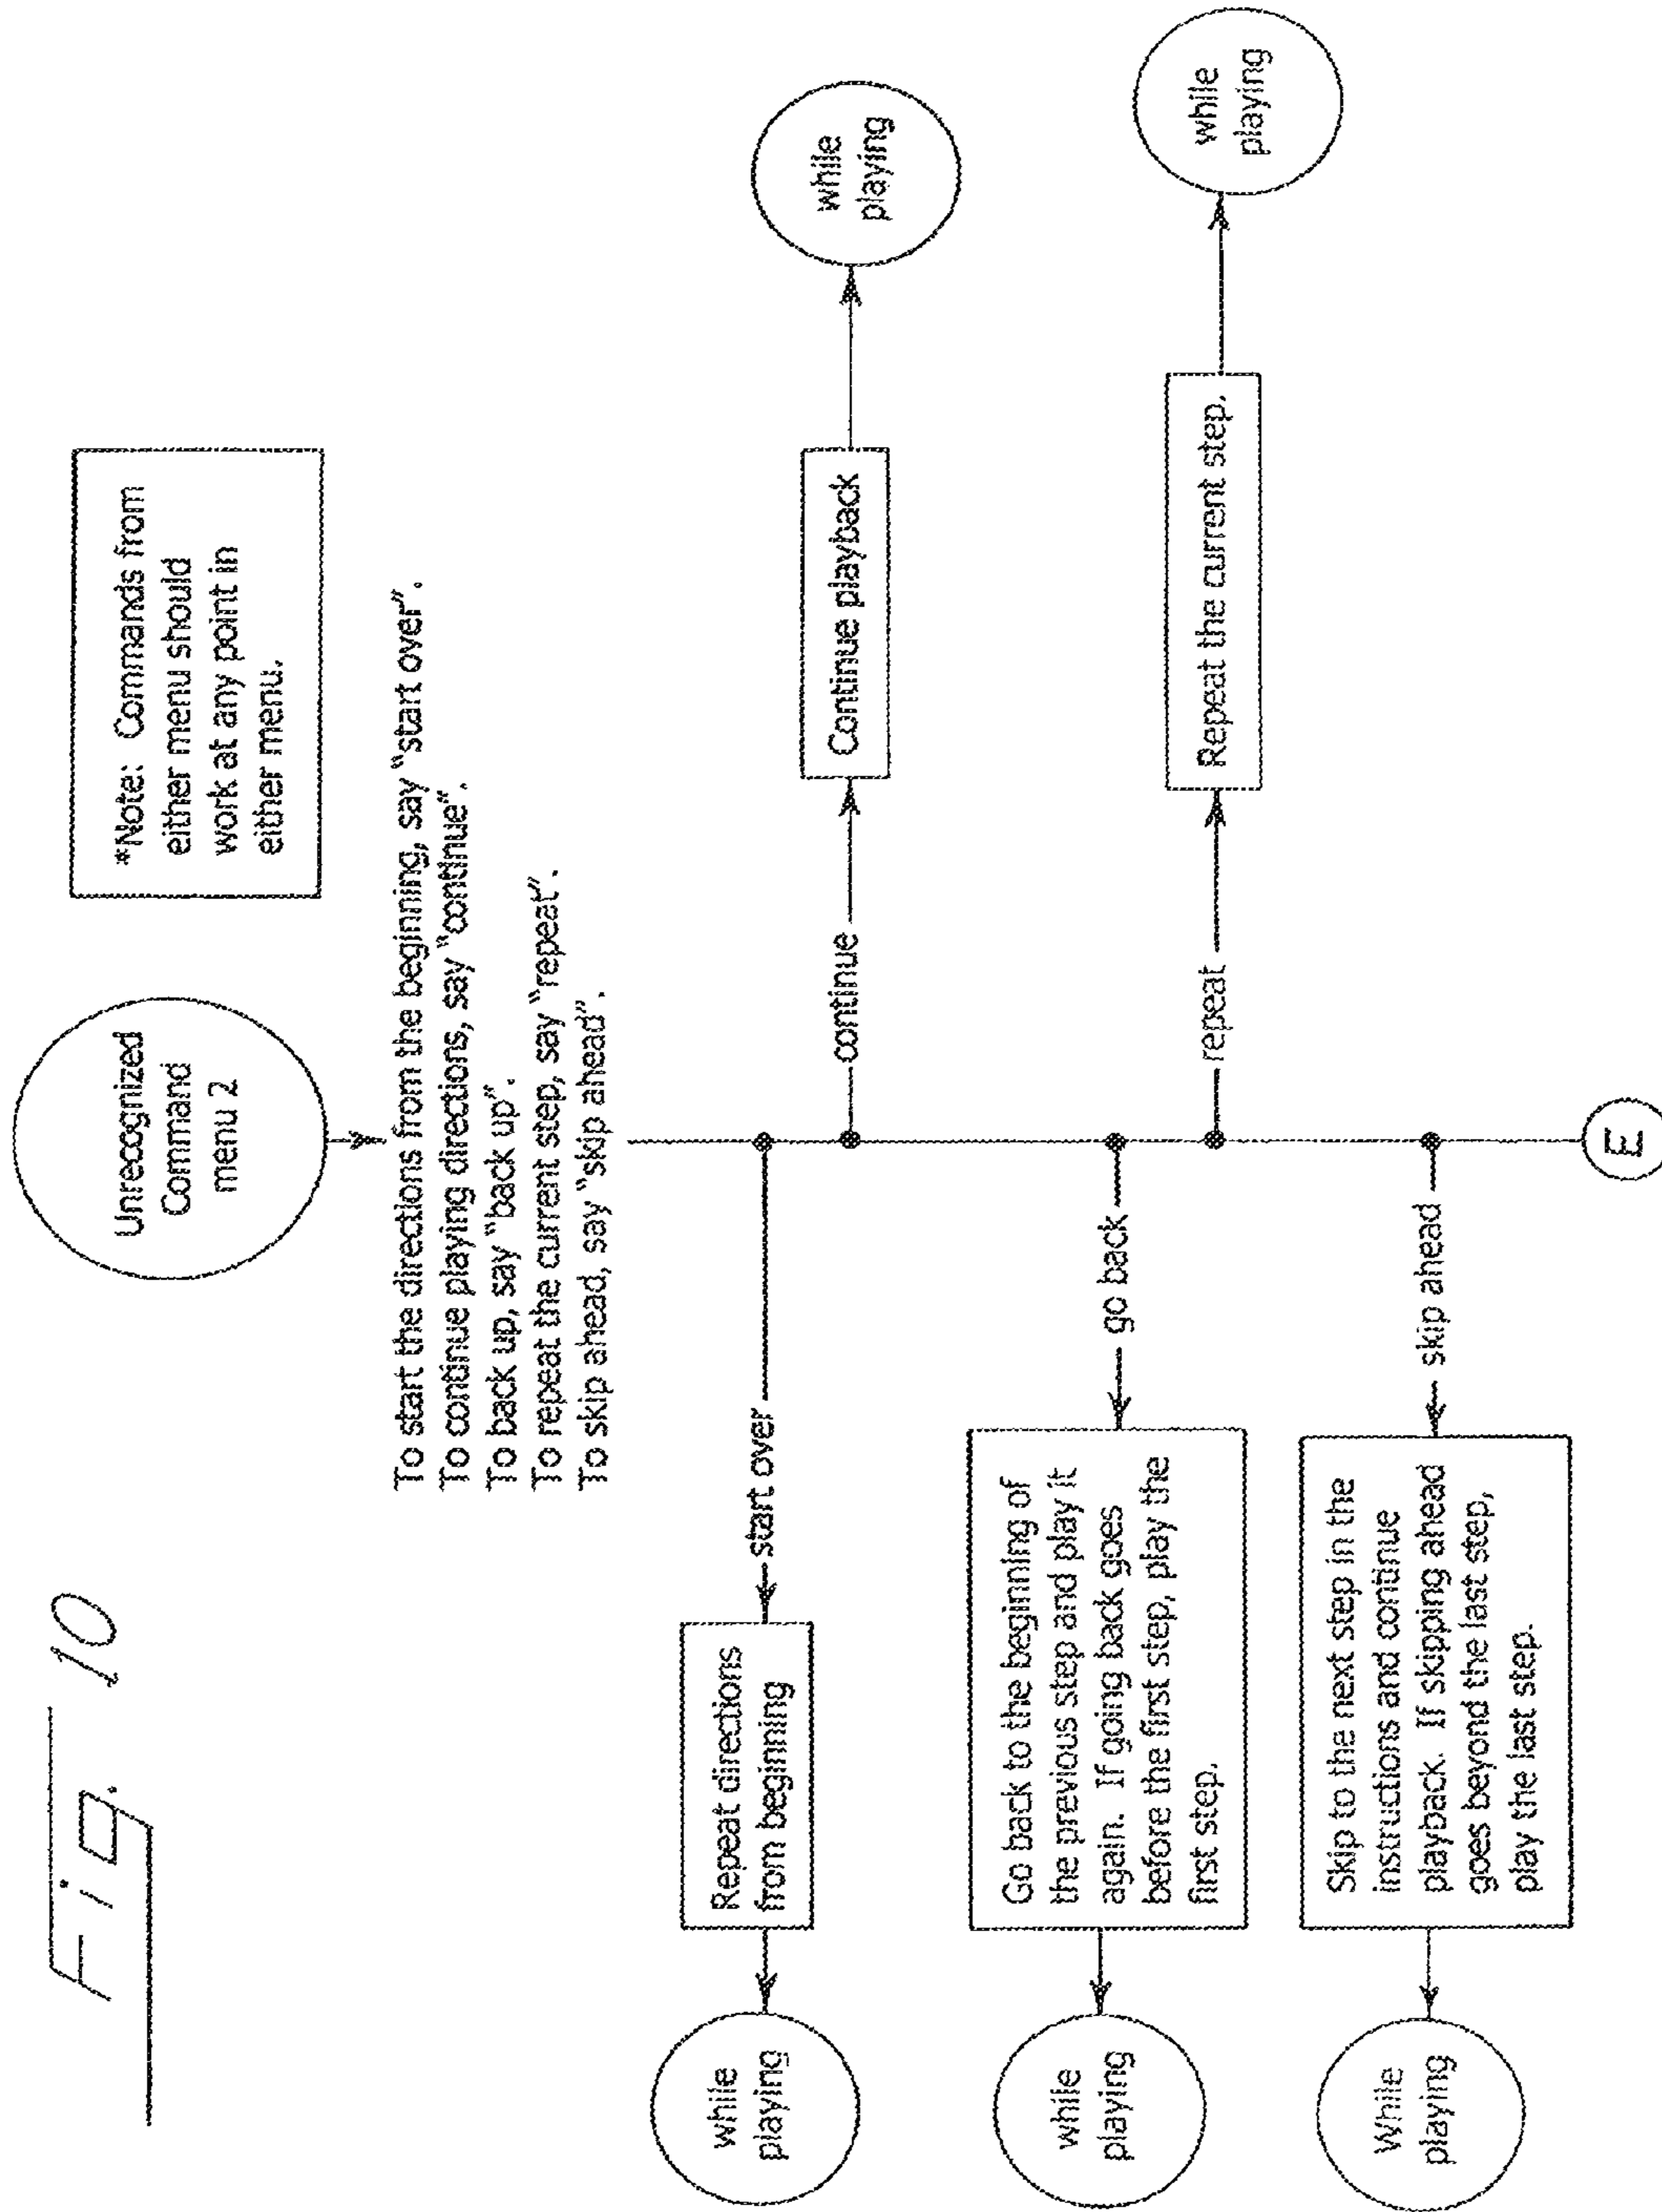 Fig. 10
Unrecognized
Command
menu 2
*Note: Commands from
either menu should
work at any point in
either menu.
To start the directions from the beginning, say "start over".
To continue playing directions, say "continue".
To back up, say "back up".
To repeat the current step, say "repeat".
To skip ahead, say "skip ahead".
while
playing
Repeat directions
from beginning
start over
continue
Continue playback
while
playing
while
playing
Go back to the beginning of
the previous step and play it
again. If going back goes
before the first step, play the
first step.
go back
repeat
Repeat the current step.
while
playing
While
playing
Skip to the next step in the
instructions and continue
playback. If skipping ahead
goes beyond the last step,
play the last step.
skip ahead
E